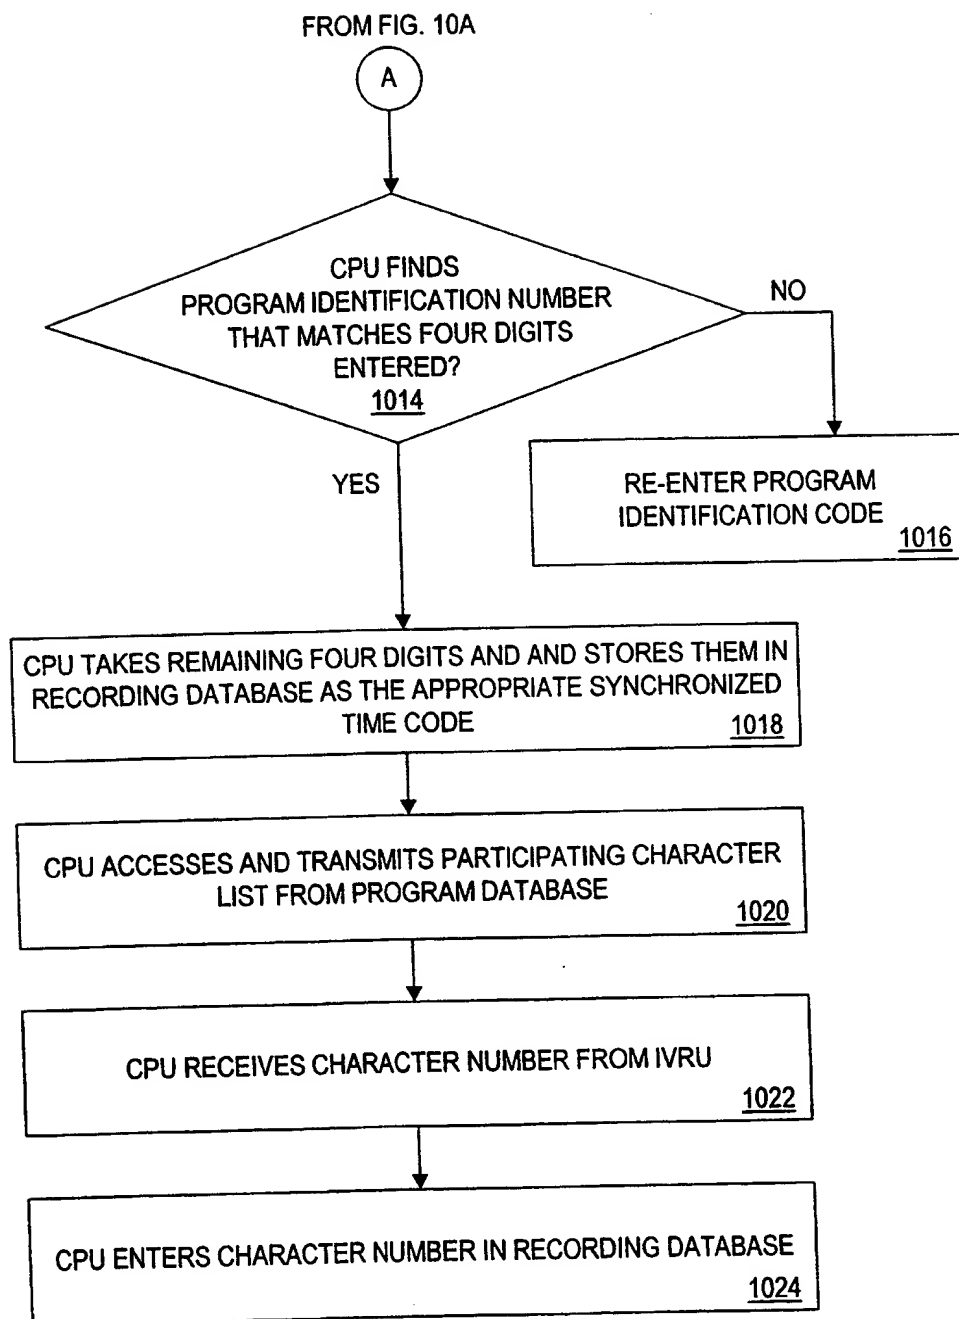 FROM FIG. 10A
A
CPU FINDS
PROGRAM IDENTIFICATION NUMBER
THAT MATCHES FOUR DIGITS
ENTERED?
1014
NO
YES
RE-ENTER PROGRAM
IDENTIFICATION CODE
1016
CPU TAKES REMAINING FOUR DIGITS AND AND STORES THEM IN
RECORDING DATABASE AS THE APPROPRIATE SYNCHRONIZED
TIME CODE
1018
CPU ACCESSES AND TRANSMITS PARTICIPATING CHARACTER
LIST FROM PROGRAM DATABASE
1020
CPU RECEIVES CHARACTER NUMBER FROM IVRU
1022
CPU ENTERS CHARACTER NUMBER IN RECORDING DATABASE
1024